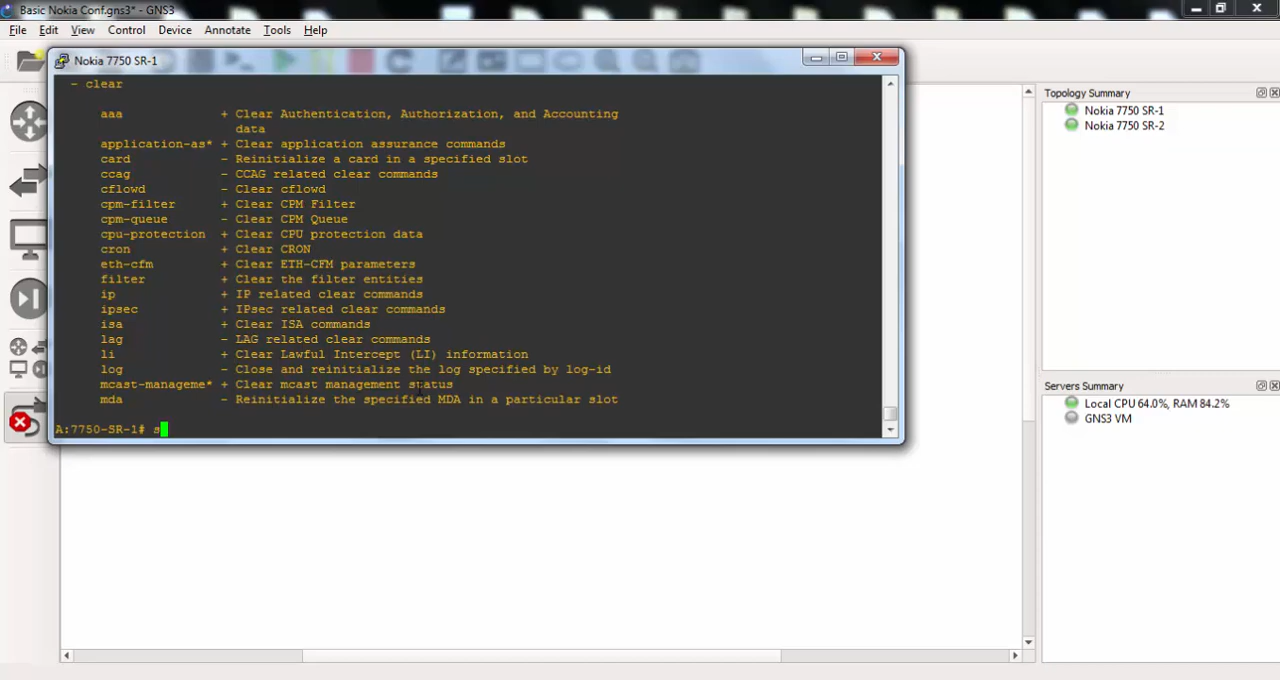 Basic Nokia Conf.gns3* - GNS3
File Edit View Control Device Annotate Tools Help
Nokia 7750 SR-1
- clear
aaa + Clear Authentication, Authorization, and Accounting
data
application-as* + Clear application assurance commands
card - Reinitialize a card in a specified slot
ccag - CCAG related clear commands
cflowd - Clear cflowd
cpm-filter + Clear CPM Filter
cpm-queue - Clear CPM Queue
cpu-protection + Clear CPU protection data
cron + Clear CRON
eth-cfm + Clear ETH-CFM parameters
filter + Clear the filter entities
ip + IP related clear commands
ipsec + IPsec related clear commands
isa + Clear ISA commands
lag - LAG related clear commands
li + Clear Lawful Intercept (LI) information
log - Close and reinitialize the log specified by log-id
mcast-manageme* + Clear mcast management status
mda - Reinitialize the specified MDA in a particular slot
A:7750-SR-1# s
Topology Summary
Nokia 7750 SR-1
Nokia 7750 SR-2
Servers Summary
Local CPU 64.0%, RAM 84.2%
GNS3 VM